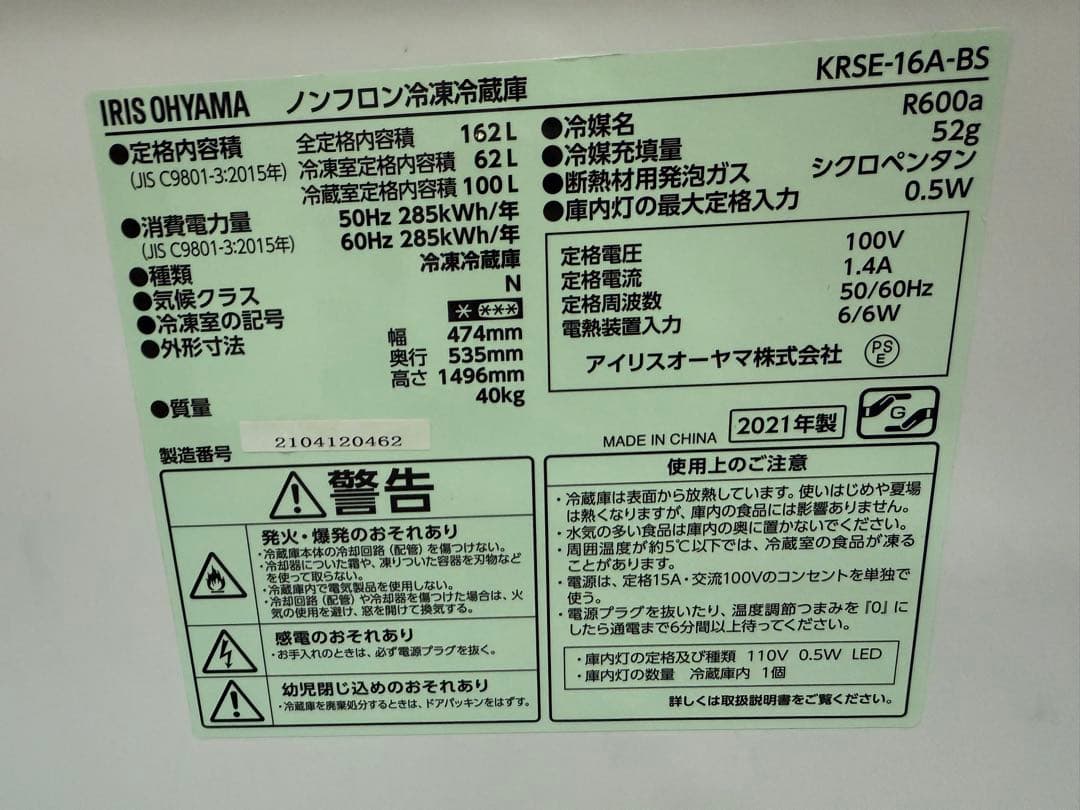 IRIS OHYAMA ノンフロン冷凍冷蔵庫 KRSE-16A-BS
●定格内容積 全定格内容積 162L
(JIS C9801-3:2015年) 冷凍室定格内容積 62L
冷蔵室定格内容積 100L
●消費電力量 50Hz 285kWh/年
(JIS C9801-3:2015年) 60Hz 285kWh/年
●種類 冷凍冷蔵庫
●気候クラス N
●冷凍室の記号 * ***
●外形寸法 幅 474mm
奥行 535mm
高さ 1496mm
●質量 40kg
製造番号 2104120462
●冷媒名 R600a
●冷媒充填量 52g
●断熱材用発泡ガス シクロペンタン
●庫内灯の最大定格入力 0.5W
定格電圧 100V
定格電流 1.4A
定格周波数 50/60Hz
電熱装置入力 6/6W
アイリスオーヤマ株式会社 PSE
MADE IN CHINA 2021年製 G
警告
発火・爆発のおそれあり
・冷蔵庫本体の冷却回路(配管)を傷つけない。
・冷却器についた霜や、凍りついた容器を刃物など
を使って取らない。
・冷蔵庫内で電気製品を使用しない。
・冷却回路(配管)や冷却器を傷つけた場合は、火
気の使用を避け、窓を開けて換気する。
感電のおそれあり
・お手入れのときは、必ず電源プラグを抜く。
幼児閉じ込めのおそれあり
・冷蔵庫を廃棄処分するときは、ドアパッキンをはずす。
使用上のご注意
・冷蔵庫は表面から放熱しています。使いはじめや夏場
は熱くなりますが、庫内の食品には影響ありません。
・水気の多い食品は庫内の奥に置かないでください。
・周囲温度が約5℃以下では、冷蔵室の食品が凍る
ことがあります。
・電源は、定格15A・交流100Vのコンセントを単独で
使う。
・電源プラグを抜いたり、温度調節つまみを『0』に
したら通電まで6分間以上待ってください。
・庫内灯の定格及び種類 110V 0.5W LED
・庫内灯の数量 冷蔵庫内 1個
詳しくは取扱説明書をご覧ください。